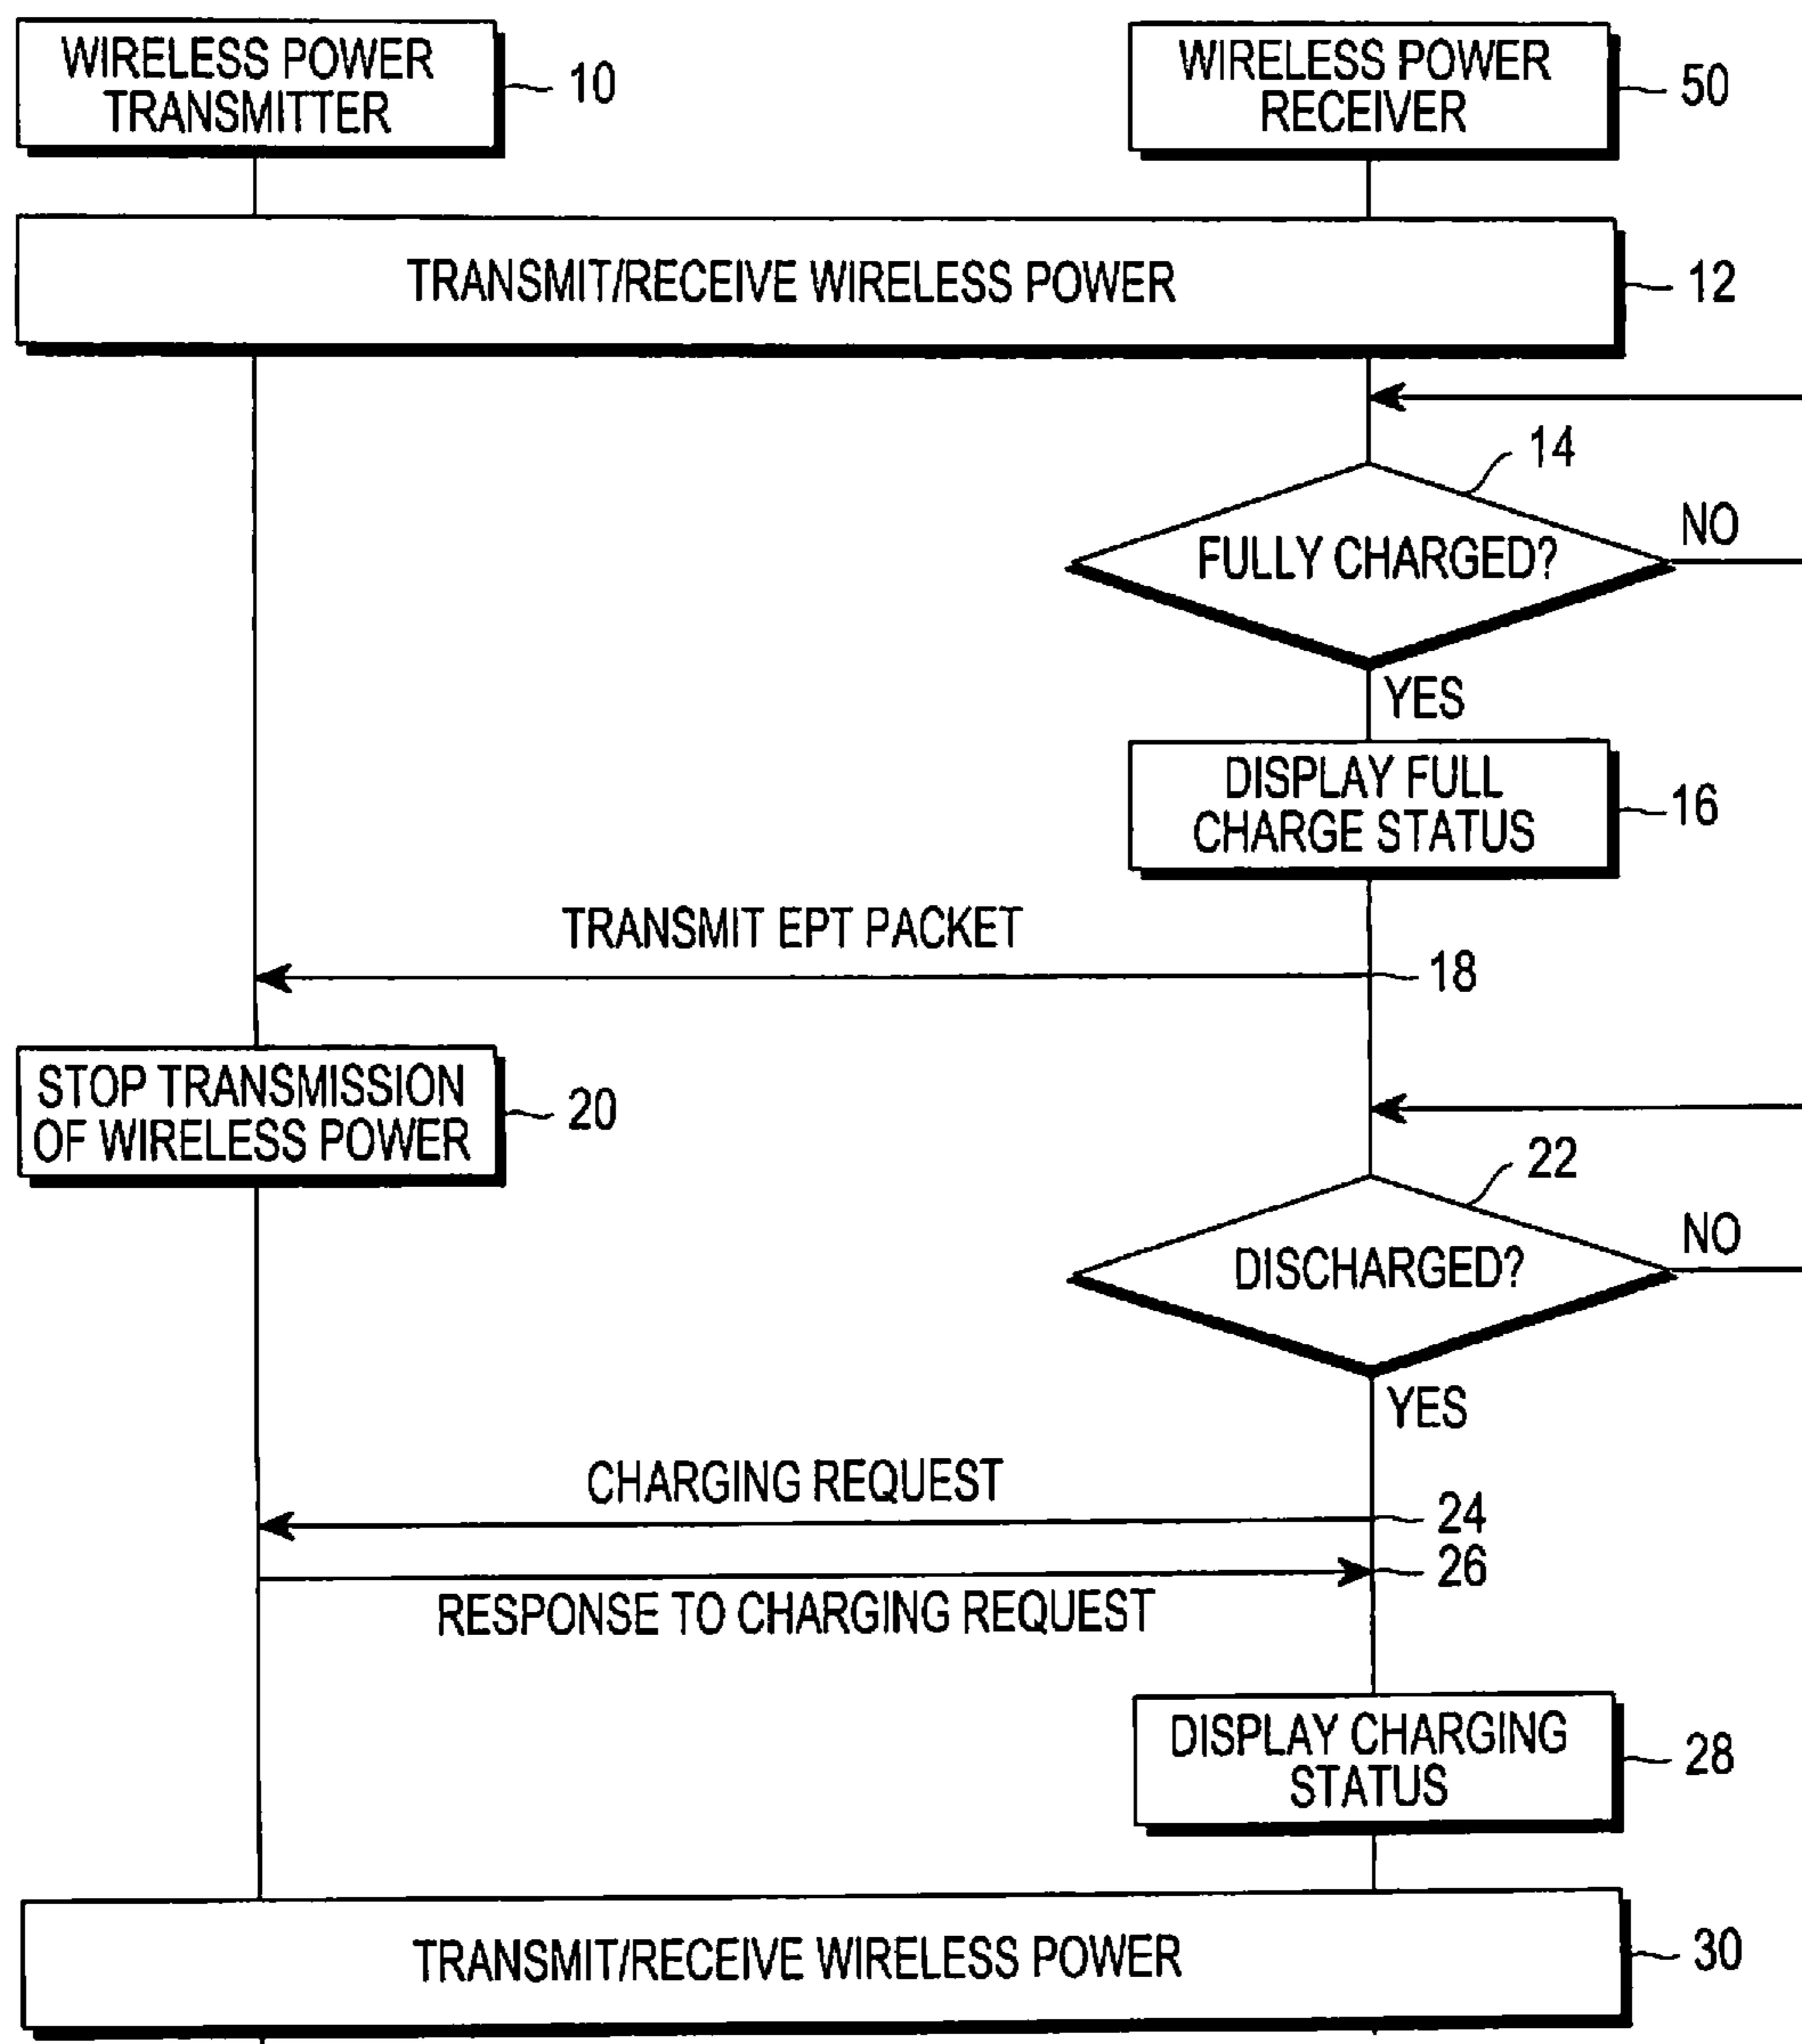 WIRELESS POWER
TRANSMITTER
10
WIRELESS POWER
RECEIVER
50
TRANSMIT/RECEIVE WIRELESS POWER
12
14
FULLY CHARGED?
NO
YES
DISPLAY FULL
CHARGE STATUS
16
TRANSMIT EPT PACKET
18
STOP TRANSMISSION
OF WIRELESS POWER
20
22
DISCHARGED?
NO
YES
CHARGING REQUEST
24
26
RESPONSE TO CHARGING REQUEST
DISPLAY CHARGING
STATUS
28
TRANSMIT/RECEIVE WIRELESS POWER
30